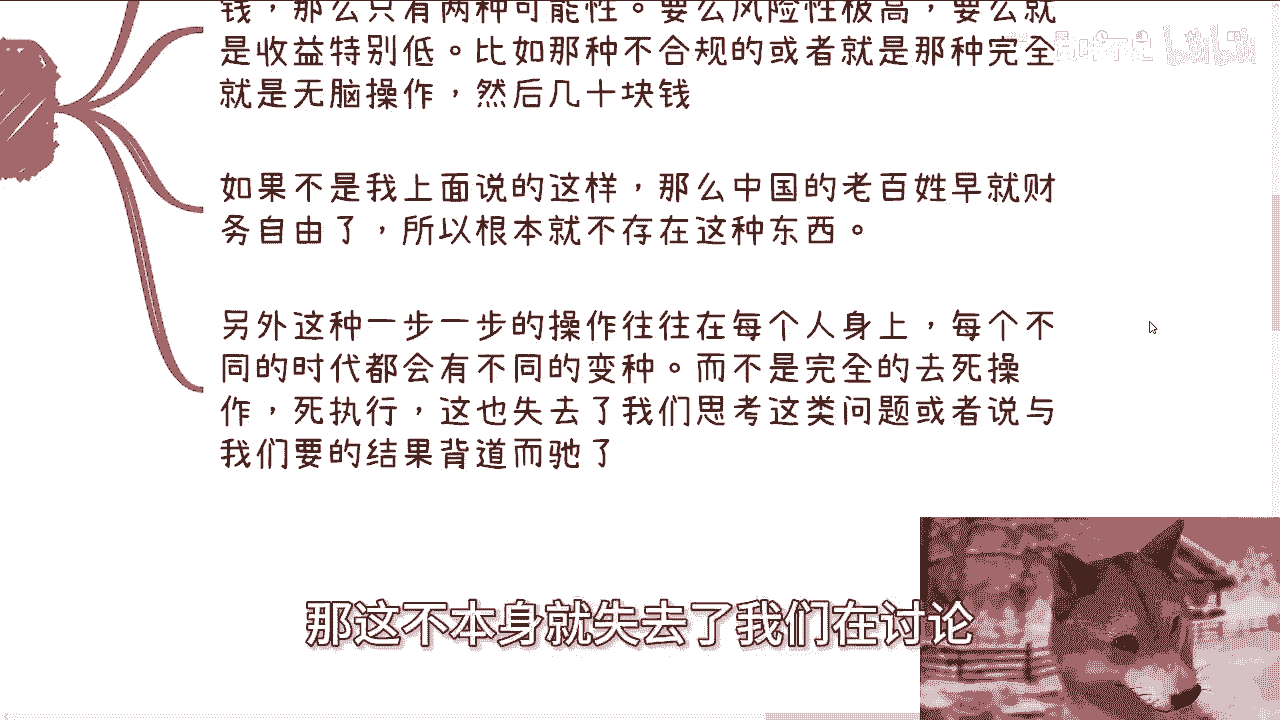 钱，那么只有两种可能性。要么风险性极高，要么就
是收益特别低。比如那种不合规的或者就是那种完全
就是无脑操作，然后几十块钱
如果不是我上面说的这样，那么中国的老百姓早就财
务自由了，所以根本就不存在这种东西。
另外这种一步一步的操作往往在每个人身上，每个不
同的时代都会有不同的变种。而不是完全的去死操
作，死执行，这也失去了我们思考这类问题或者说与
我们要的结果背道而驰了
那这不本身就失去了我们在讨论